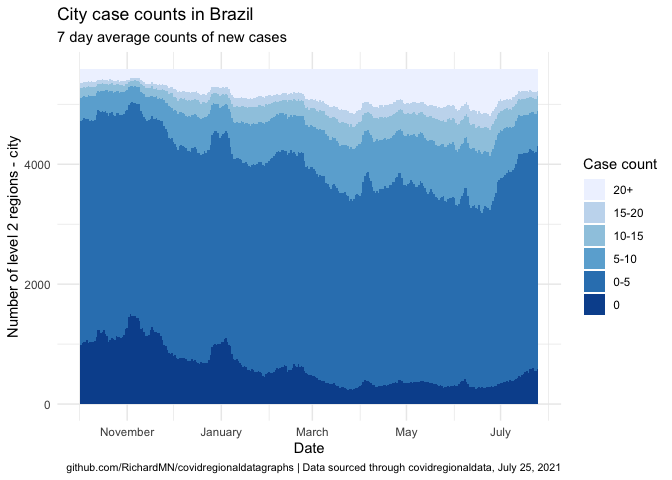 City case counts in Brazil
7 day average counts of new cases
Number of level 2 regions - city
4000
2000
0
November January March May July
Date
Case count
20+
15-20
10-15
5-10
0-5
0
github.com/RichardMN/covidregionaldatagraphs | Data sourced through covidregionaldata, July 25, 2021